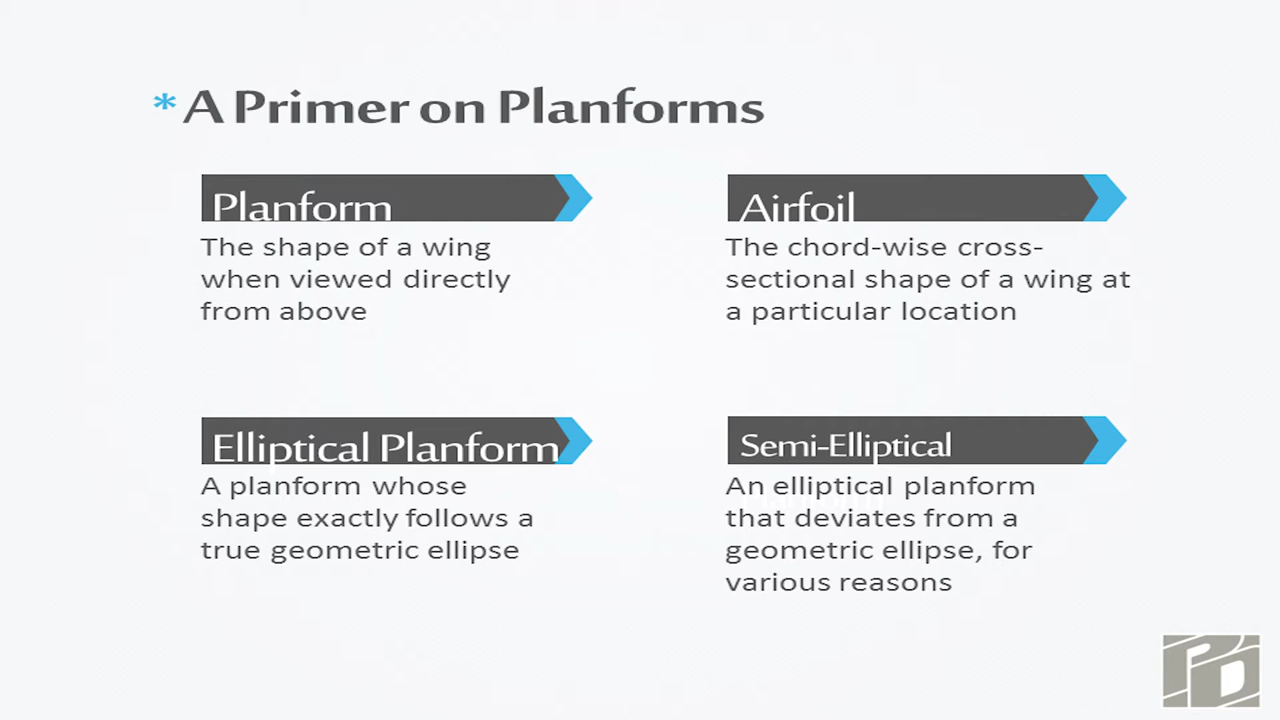 * A Primer on Planforms
Planform
The shape of a wing
when viewed directly
from above
Airfoil
The chord-wise cross-
sectional shape of a wing at
a particular location
Elliptical Planform
A planform whose
shape exactly follows a
true geometric ellipse
Semi-Elliptical
An elliptical planform
that deviates from a
geometric ellipse, for
various reasons
PD